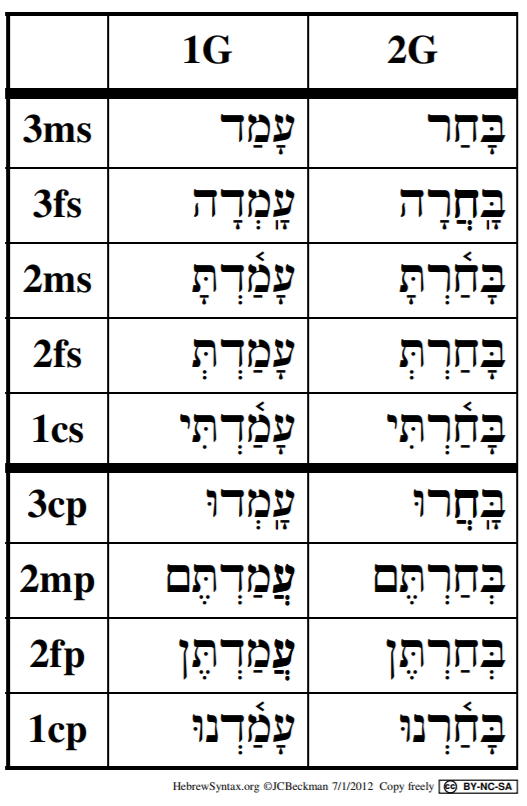 1G 2G
3ms עָמַד בָּחַר
3fs עָֽמְדָה בָּֽחֲרָה
2ms עָמַ֫דְתָּ בָּחַ֫רְתָּ
2fs עָמַדְתְּ בָּחַרְתְּ
1cs עָמַ֫דְתִּי בָּחַ֫רְתִּי
3cp עָֽמְדוּ בָּֽחֲרוּ
2mp עֲמַדְתֶּם בְּחַרְתֶּם
2fp עֲמַדְתֶּן בְּחַרְתֶּן
1cp עָמַ֫דְנוּ בָּחַ֫רְנוּ
HebrewSyntax.org ©JCBeckman 7/1/2012 Copy freely cc BY-NC-SA